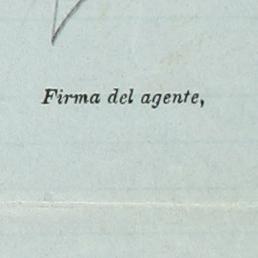 Firma del agente,